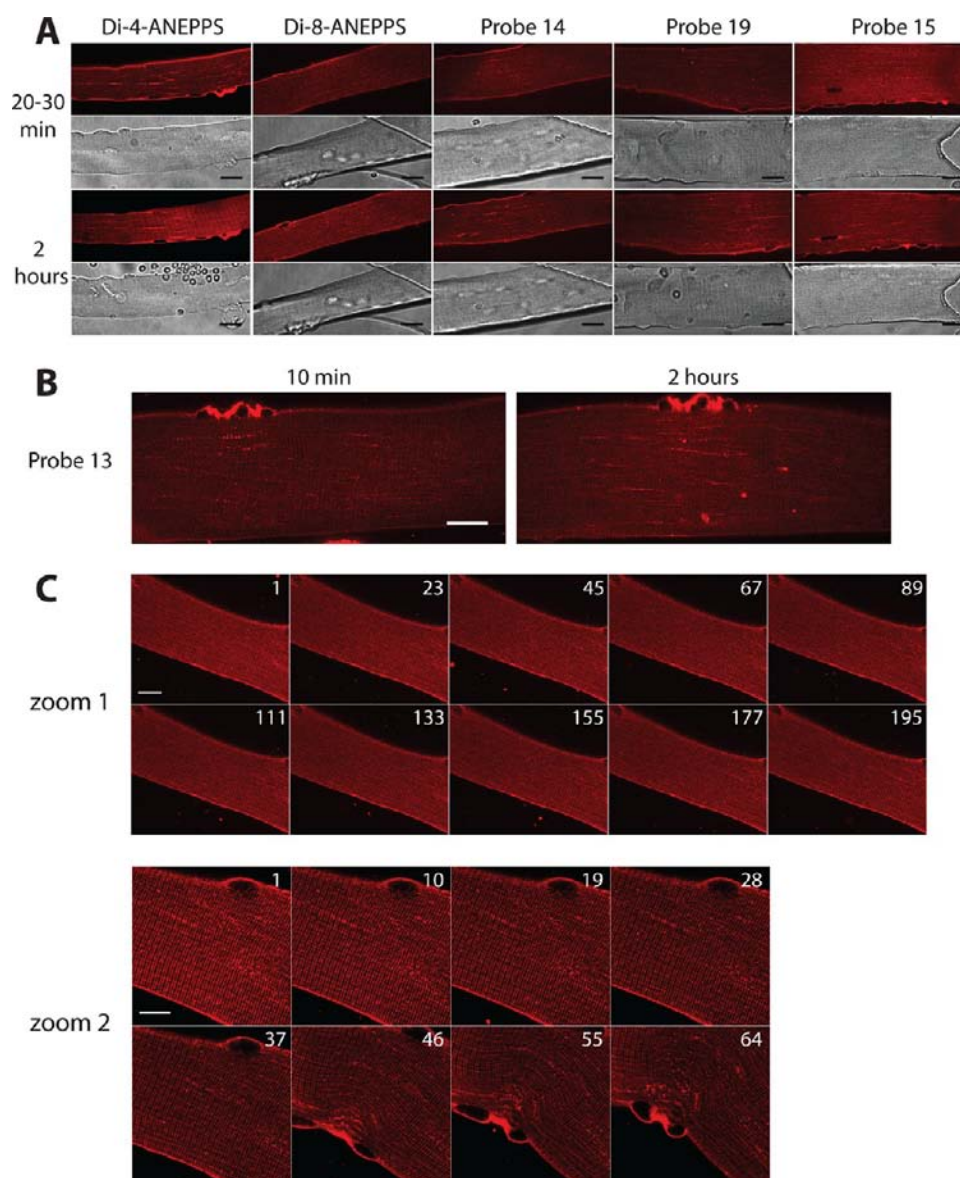 A
Di-4-ANEPPS Di-8-ANEPPS Probe 14 Probe 19 Probe 15
20-30
min
2
hours
B
10 min 2 hours
Probe 13
C
zoom 1
1 23 45 67 89
111 133 155 177 195
zoom 2
1 10 19 28
37 46 55 64